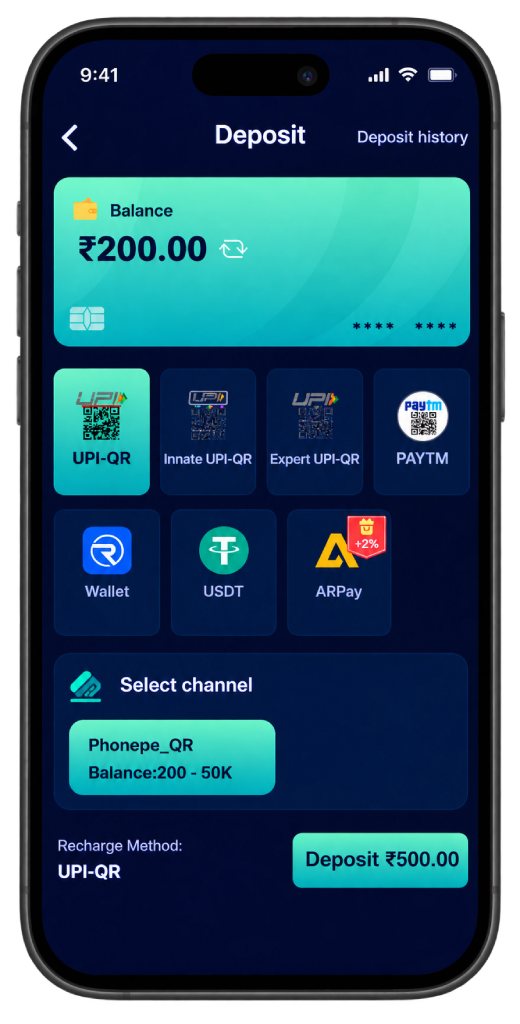 9:41
Deposit
Deposit history
Balance
₹200.00
**** ****
UPI
UPI
UPI
paytm
UPI-QR
Innate UPI-QR
Expert UPI-QR
PAYTM
+2%
Wallet
USDT
ARPay
Select channel
Phonepe_QR
Balance:200 - 50K
Recharge Method:
UPI-QR
Deposit ₹500.00